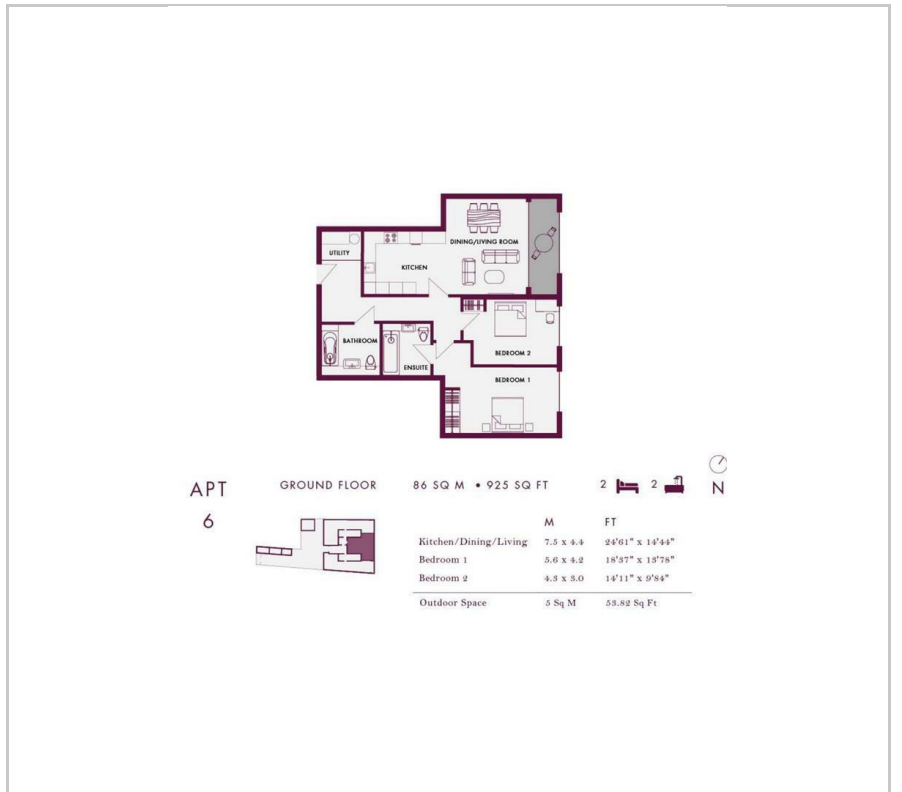 DINING/LIVING ROOM
UTILITY
KITCHEN
BATHROOM
BEDROOM 2
ENSUITE
BEDROOM 1
APT
6
GROUND FLOOR
86 SQ M • 925 SQ FT
2 2
N
M FT
Kitchen/Dining/Living 7.5 x 4.4 24'61" x 14'44"
Bedroom 1 5.6 x 4.2 18'37" x 13'78"
Bedroom 2 4.3 x 3.0 14'11" x 9'84"
Outdoor Space 5 Sq M 53.82 Sq Ft